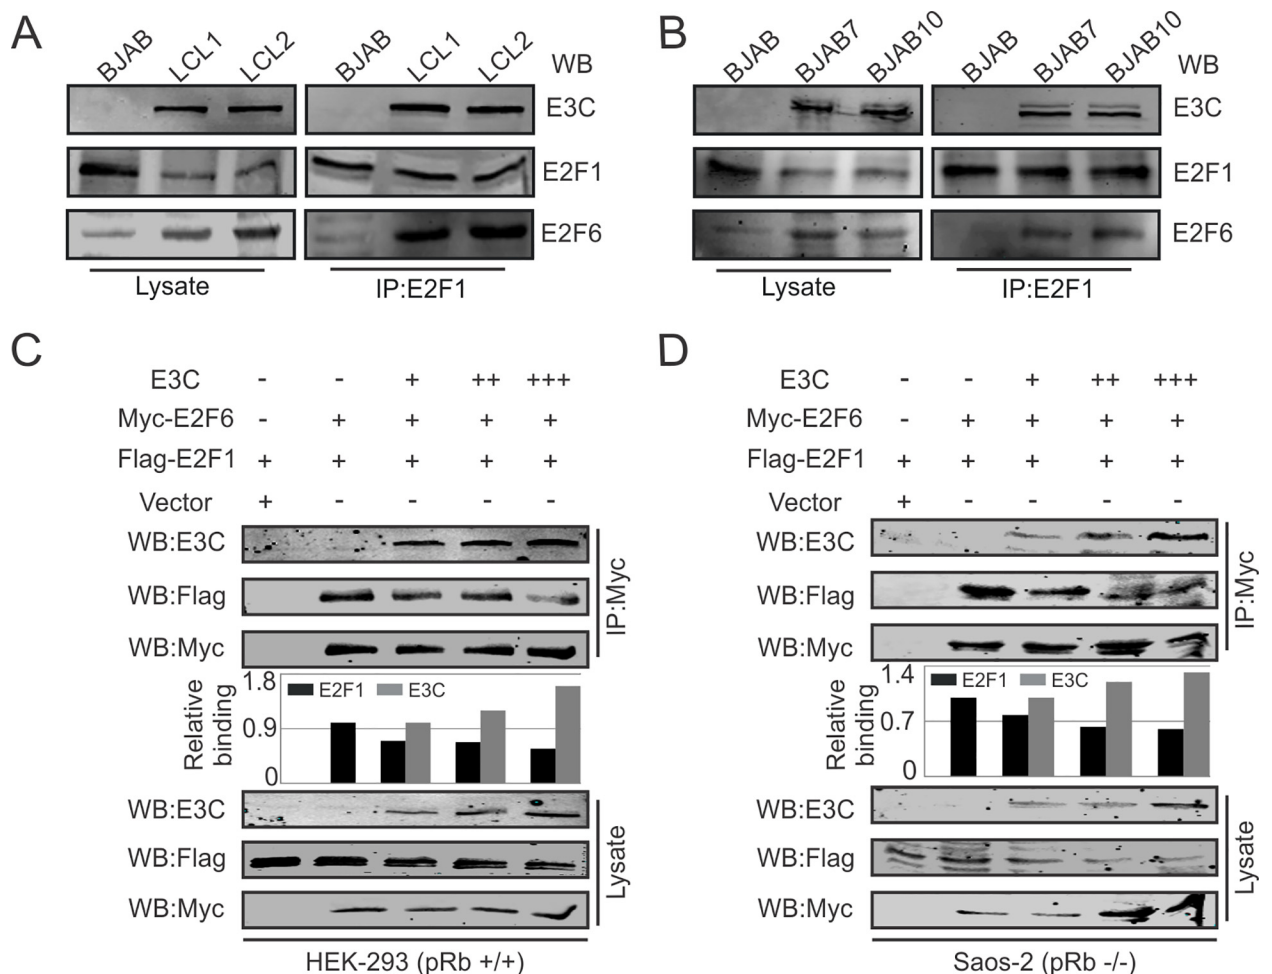 A
BJAB LCL1 LCL2 BJAB LCL1 LCL2 WB
E3C
E2F1
E2F6
Lysate IP:E2F1
B
BJAB BJAB7 BJAB10 BJAB BJAB7 BJAB10 WB
E3C
E2F1
E2F6
Lysate IP:E2F1
C
E3C - - + ++ +++
Myc-E2F6 - + + + +
Flag-E2F1 + + + + +
Vector + - - - -
WB:E3C
WB:Flag
WB:Myc
IP:Myc
Relative binding
1.8
0.9
0
E2F1 E3C
WB:E3C
WB:Flag
WB:Myc
Lysate
HEK-293 (pRb +/+)
D
E3C - - + ++ +++
Myc-E2F6 - + + + +
Flag-E2F1 + + + + +
Vector + - - - -
WB:E3C
WB:Flag
WB:Myc
IP:Myc
Relative binding
1.4
0.7
0
E2F1 E3C
WB:E3C
WB:Flag
WB:Myc
Lysate
Saos-2 (pRb -/-)